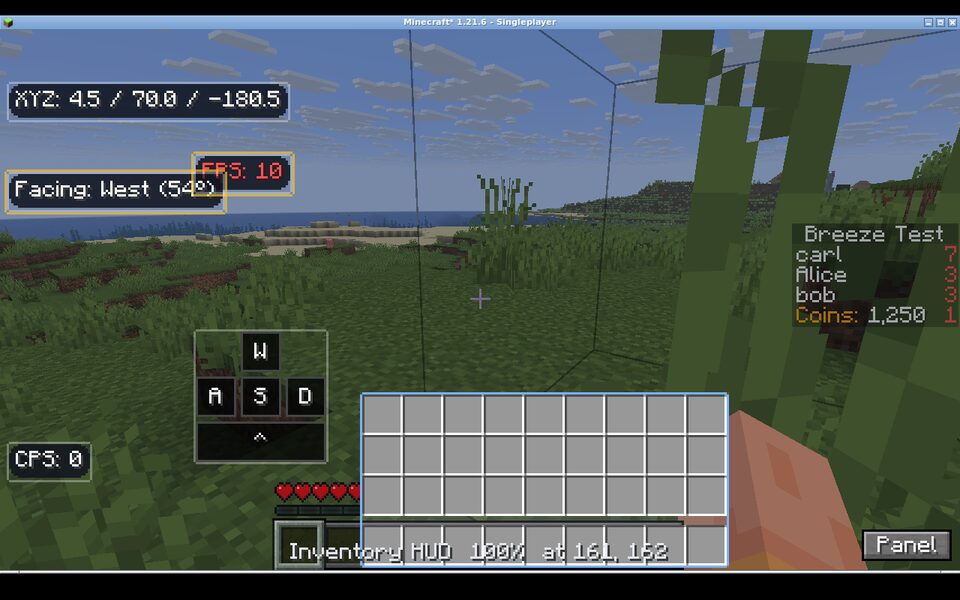 Minecraft* 1.21.6 - Singleplayer
XYZ: 4.5 / 70.0 / -180.5
FPS: 10
Facing: West (54º)
Breeze Test
carl 7
Alice 3
bob 3
Coins: 1,250 1
W
A S D
^
CPS: 0
Inventory HUD 100% at 161, 162
Panel